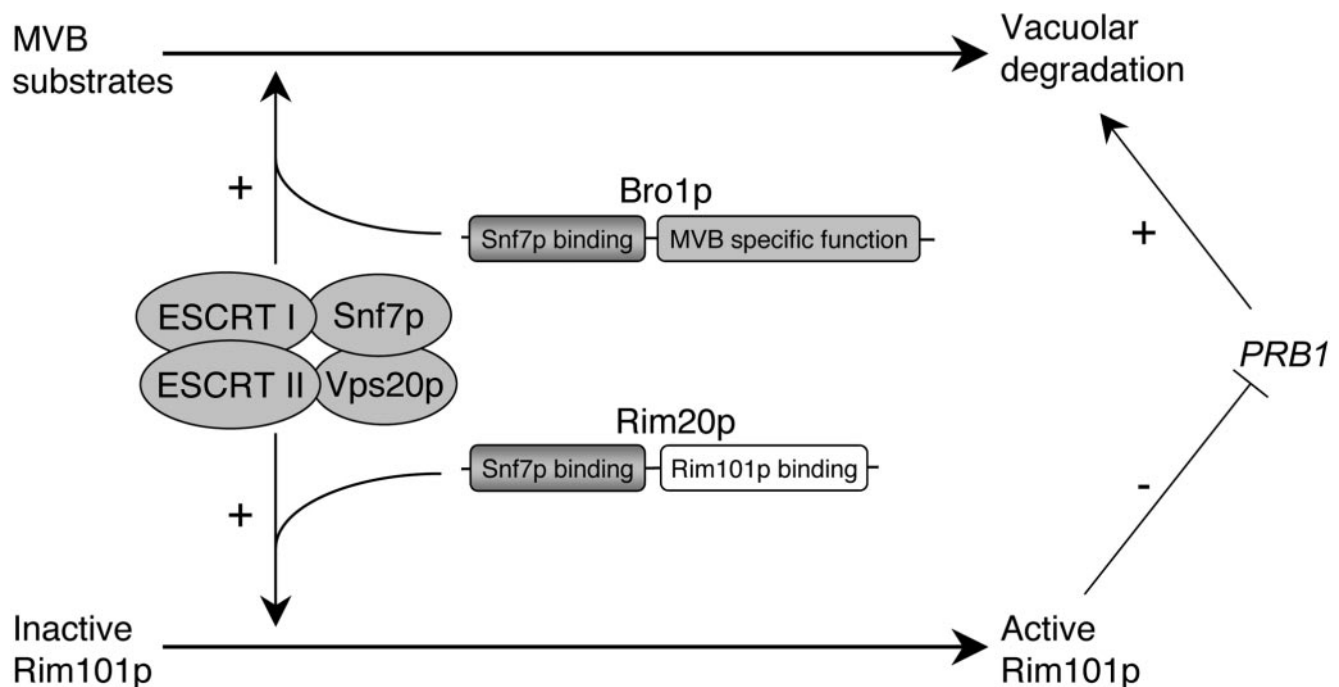 MVB
substrates
Vacuolar
degradation
+
Bro1p
Snf7p binding
MVB specific function
+
ESCRT I
Snf7p
ESCRT II
Vps20p
PRB1
Rim20p
Snf7p binding
Rim101p binding
+
-
Inactive
Rim101p
Active
Rim101p